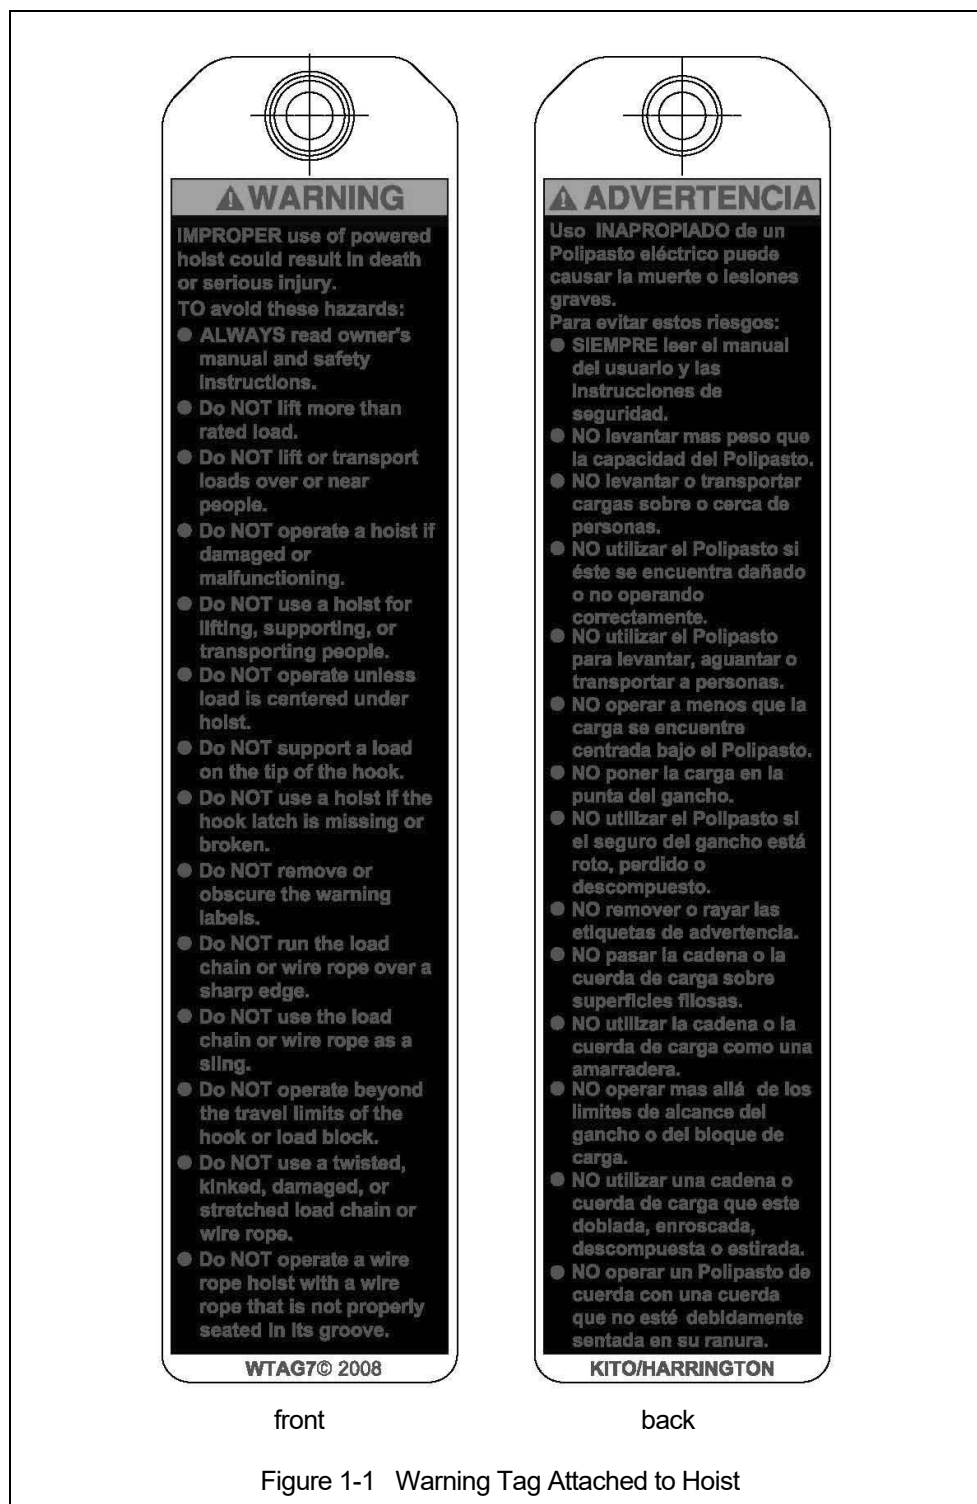 WARNING
IMPROPER use of powered
hoist could result in death
or serious injury.
TO avoid these hazards:
● ALWAYS read owner's
manual and safety
instructions.
● Do NOT lift more than
rated load.
● Do NOT lift or transport
loads over or near
people.
● Do NOT operate a hoist if
damaged or
malfunctioning.
● Do NOT use a hoist for
lifting, supporting, or
transporting people.
● Do NOT operate unless
load is centered under
hoist.
● Do NOT support a load
on the tip of the hook.
● Do NOT use a hoist if the
hook latch is missing or
broken.
● Do NOT remove or
obscure the warning
labels.
● Do NOT run the load
chain or wire rope over a
sharp edge.
● Do NOT use the load
chain or wire rope as a
sling.
● Do NOT operate beyond
the travel limits of the
hook or load block.
● Do NOT use a twisted,
kinked, damaged, or
stretched load chain or
wire rope.
● Do NOT operate a wire
rope hoist with a wire
rope that is not properly
seated in its groove.
WTAG7© 2008
front
ADVERTENCIA
Uso INAPROPIADO de un
Polipasto eléctrico puede
causar la muerte o lesiones
graves.
Para evitar estos riesgos:
● SIEMPRE leer el manual
del usuario y las
instrucciones de
seguridad.
● NO levantar mas peso que
la capacidad del Polipasto.
● NO levantar o transportar
cargas sobre o cerca de
personas.
● NO utilizar el Polipasto si
éste se encuentra dañado
o no operando
correctamente.
● NO utilizar el Polipasto
para levantar, aguantar o
transportar a personas.
● NO operar a menos que la
carga se encuentre
centrada bajo el Polipasto.
● NO poner la carga en la
punta del gancho.
● NO utilizar el Polipasto si
el seguro del gancho está
roto, perdido o
descompuesto.
● NO remover o rayar las
etiquetas de advertencia.
● NO pasar la cadena o la
cuerda de carga sobre
superficies filosas.
● NO utilizar la cadena o la
cuerda de carga como una
amarradera.
● NO operar mas allá de los
limites de alcance del
gancho o del bloque de
carga.
● NO utilizar una cadena o
cuerda de carga que este
doblada, enroscada,
descompuesta o estirada.
● NO operar un Polipasto de
cuerda con una cuerda
que no esté debidamente
sentada en su ranura.
KITO/HARRINGTON
back
Figure 1-1 Warning Tag Attached to Hoist